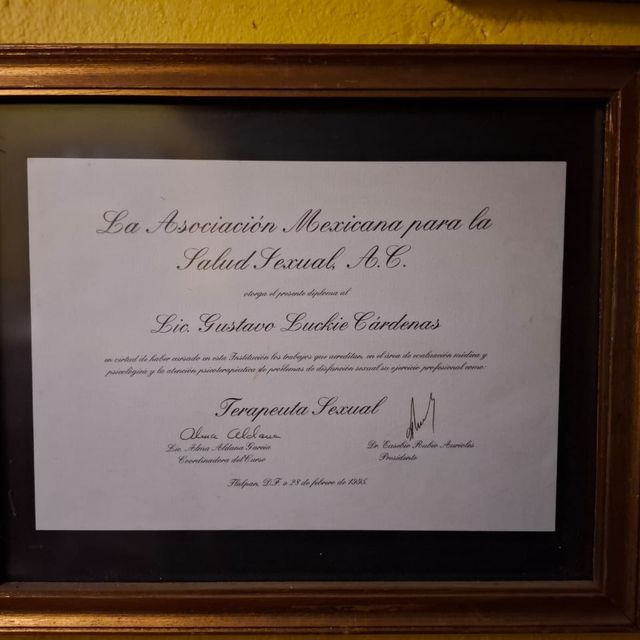 La Asociación Mexicana para la
Salud Sexual, A.C.
otorga el presente diploma al
Lic. Gustavo Luckie Cárdenas
en virtud de haber cursado en esta Institución los trabajos que acreditan, en el área de evaluación médica y
psicológica y la atención psicoterapéutica de problemas de disfunción sexual su ejercicio profesional como:
Terapeuta Sexual
Alma Aldana
Lic. Alma Aldana García
Coordinadora del Curso
Dr. Eusebio Rubio Aurioles
Presidente
Tlalpan, D.F. a 28 de febrero de 1995.